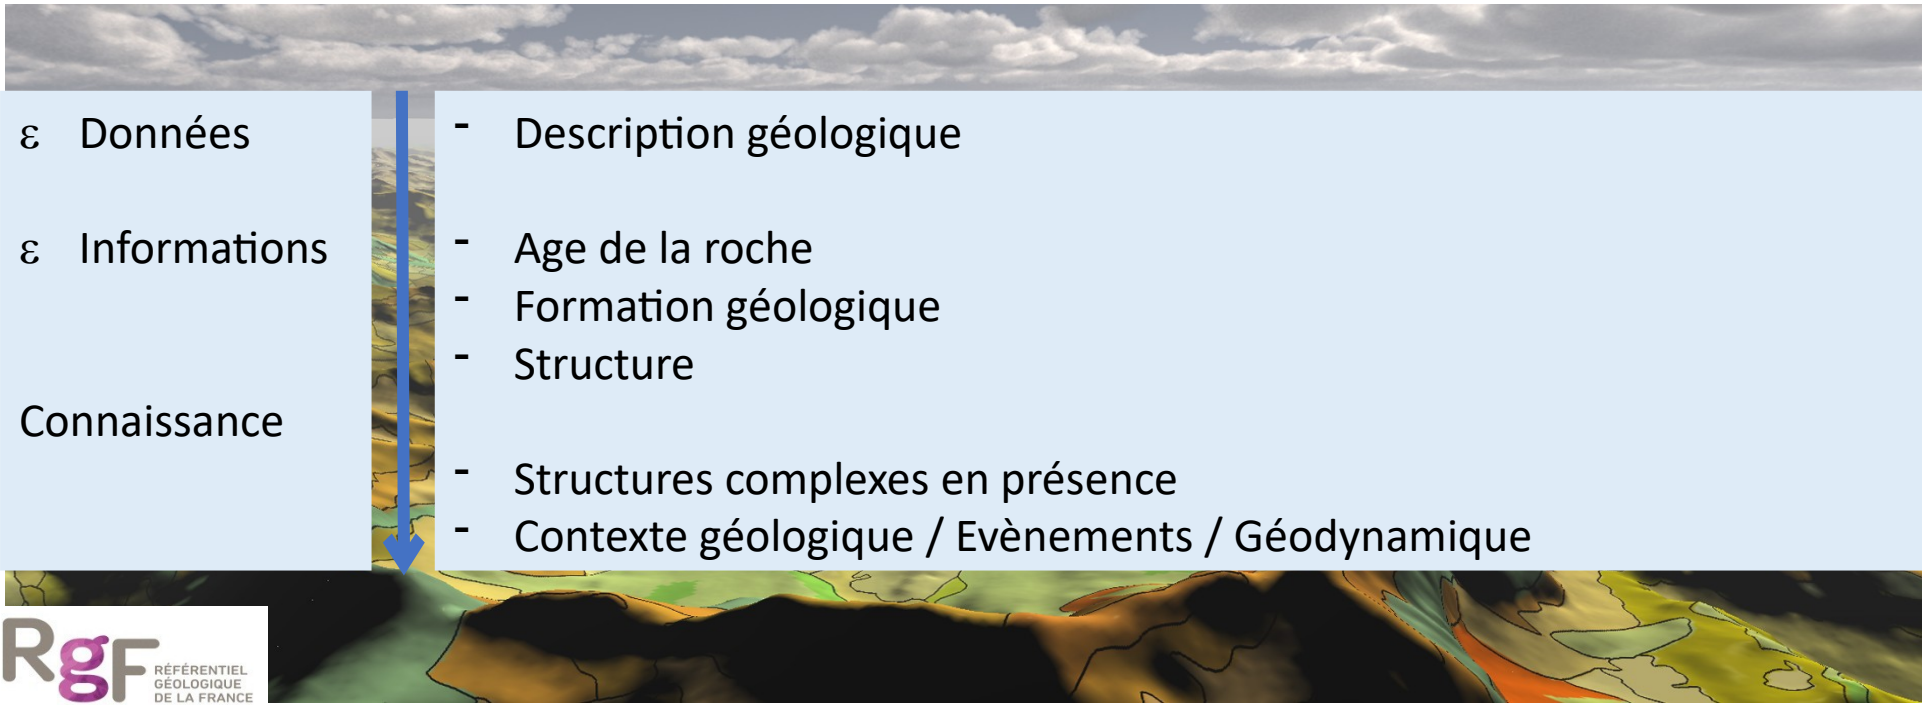 ε Données
ε Informations
Connaissance
- Description géologique
- Age de la roche
- Formation géologique
- Structure
- Structures complexes en présence
- Contexte géologique / Evènements / Géodynamique
RgF RÉFÉRENTIEL
GÉOLOGIQUE
DE LA FRANCE